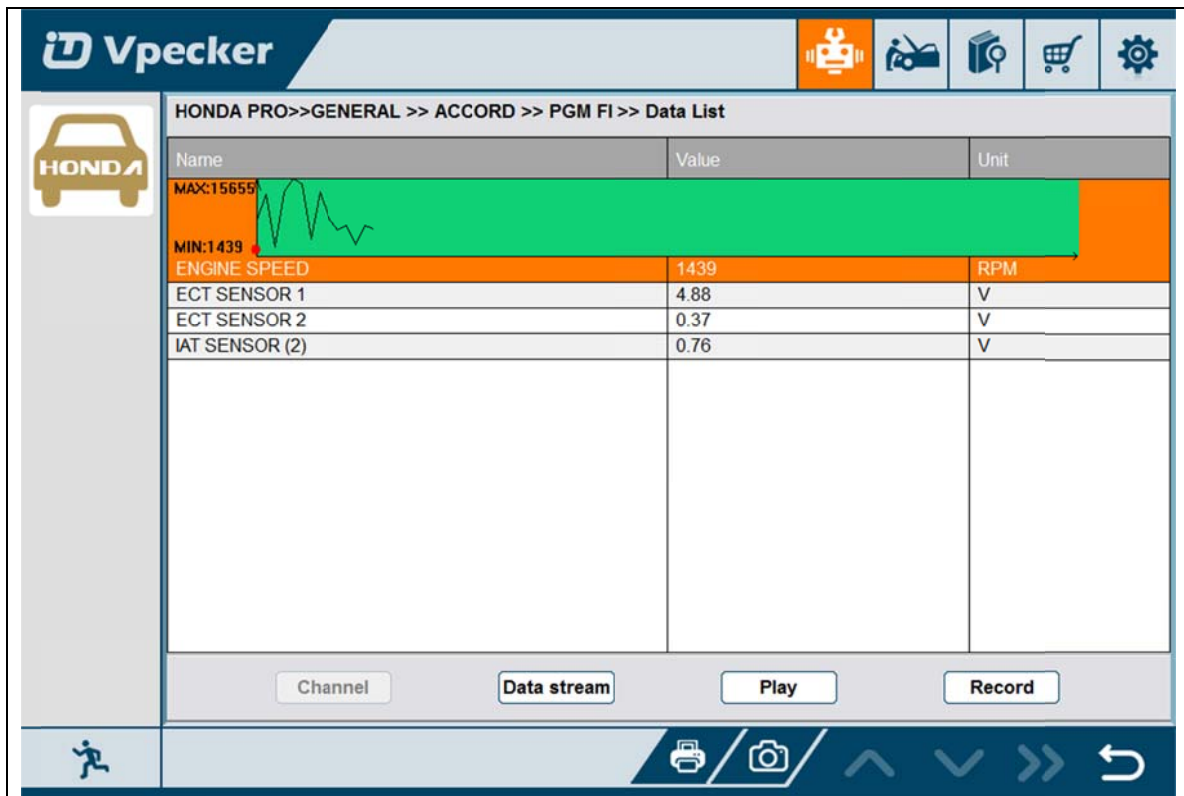 Vpecker
HONDA
HONDA PRO>>GENERAL >> ACCORD >> PGM FI >> Data List
Name Value Unit
MAX:15655
MIN:1439
ENGINE SPEED 1439 RPM
ECT SENSOR 1 4.88 V
ECT SENSOR 2 0.37 V
IAT SENSOR (2) 0.76 V
Channel Data stream Play Record